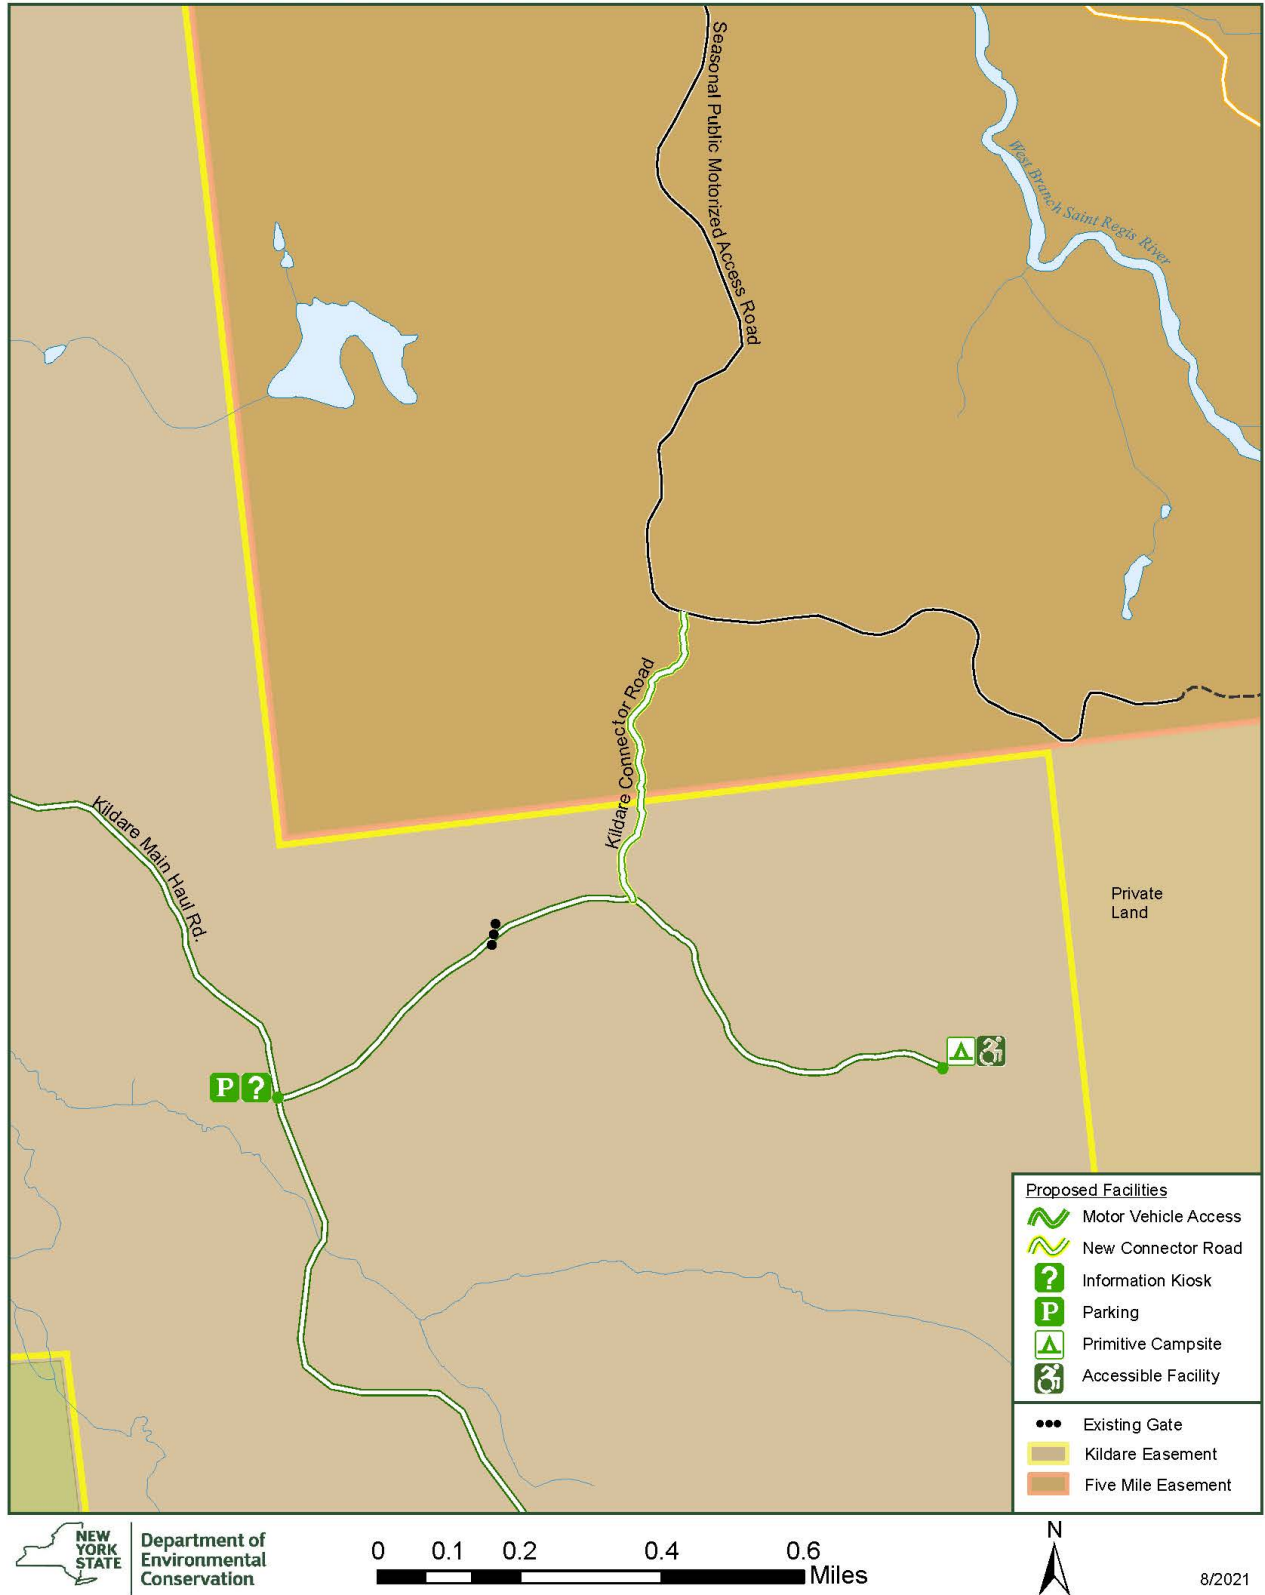 Seasonal Public Motorized Access Road
West Branch Saint Regis River
Kildare Connector Road
Kildare Main Haul Rd.
Private
Land
P ?
Proposed Facilities
Motor Vehicle Access
New Connector Road
? Information Kiosk
P Parking
Primitive Campsite
Accessible Facility
Existing Gate
Kildare Easement
Five Mile Easement
NEW
YORK
STATE
Department of
Environmental
Conservation
0 0.1 0.2 0.4 0.6
Miles
N
8/2021